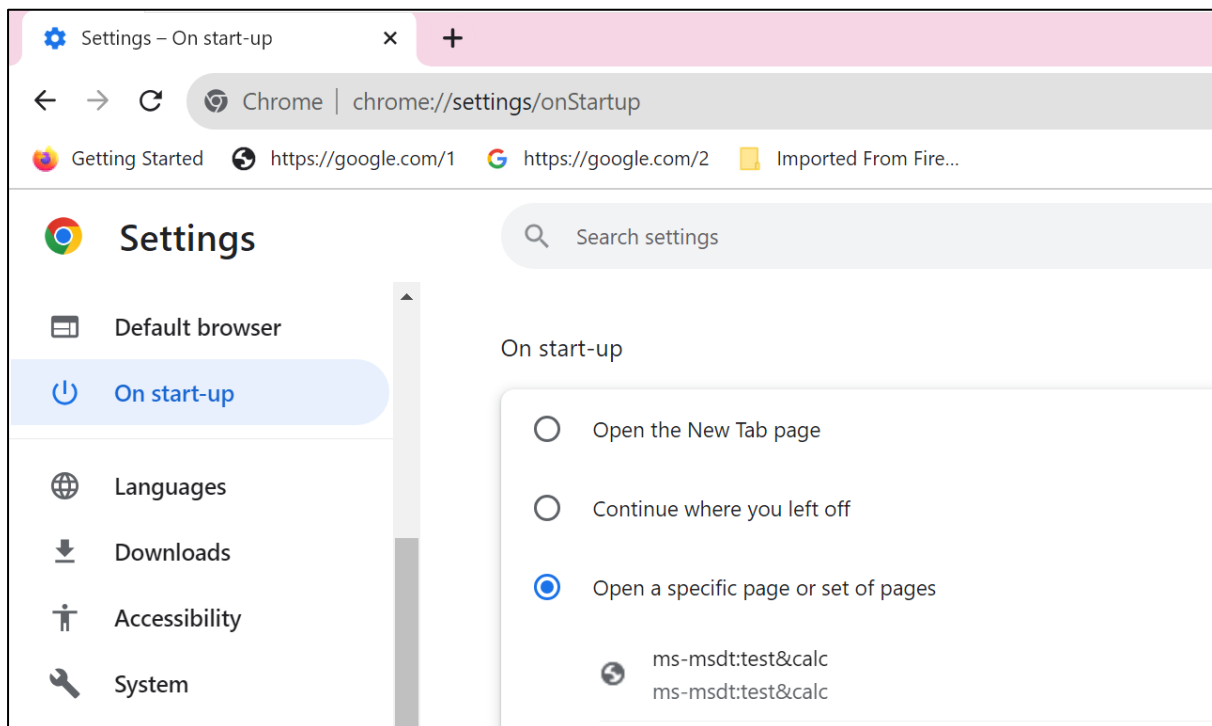 Settings – On start-up
Chrome | chrome://settings/onStartup
Getting Started https://google.com/1 https://google.com/2 Imported From Fire...
Settings
Search settings
Default browser
On start-up
Languages
Downloads
Accessibility
System
On start-up
Open the New Tab page
Continue where you left off
Open a specific page or set of pages
ms-msdt:test&calc
ms-msdt:test&calc